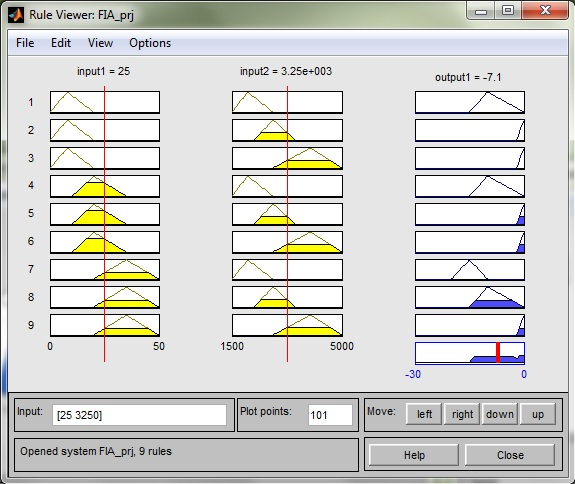 Rule Viewer: FIA_prj
File Edit View Options
input1 = 25 input2 = 3.25e+003 output1 = -7.1
1
2
3
4
5
6
7
8
9
0 50 1500 5000
-30 0
Input: [25 3250] Plot points: 101 Move: left right down up
Opened system FIA_prj, 9 rules Help Close